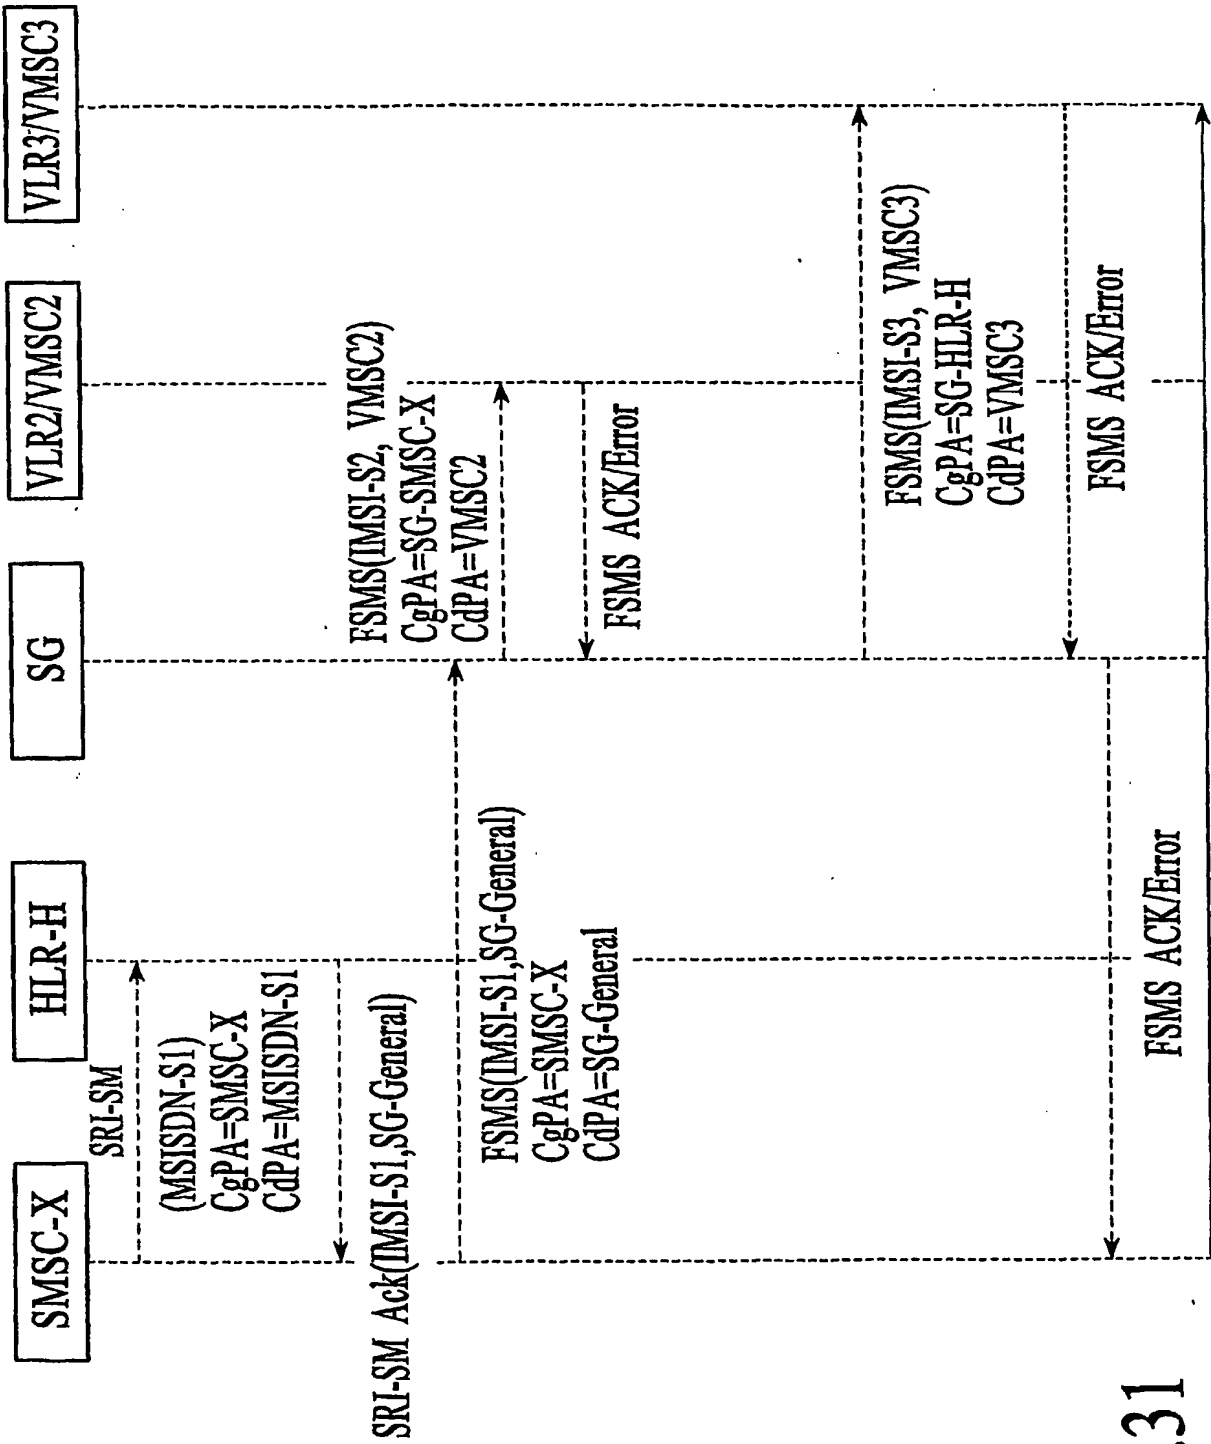 SMSC-X
HLR-H
SG
VLR2/VMSC2
VLR3/VMSC3
SRI-SM
(MSISDN-S1)
CgPA=SMSC-X
CdPA=MSISDN-S1
SRI-SM Ack(IMSI-S1,SG-General)
FSMS(IMSI-S1,SG-General)
CgPA=SMSC-X
CdPA=SG-General
FSMS(IMSI-S2, VMSC2)
CgPA=SG-SMSC-X
CdPA=VMSC2
FSMS ACK/Error
FSMS(IMSI-S3, VMSC3)
CgPA=SG-HLR-H
CdPA=VMSC3
FSMS ACK/Error
FSMS ACK/Error
31